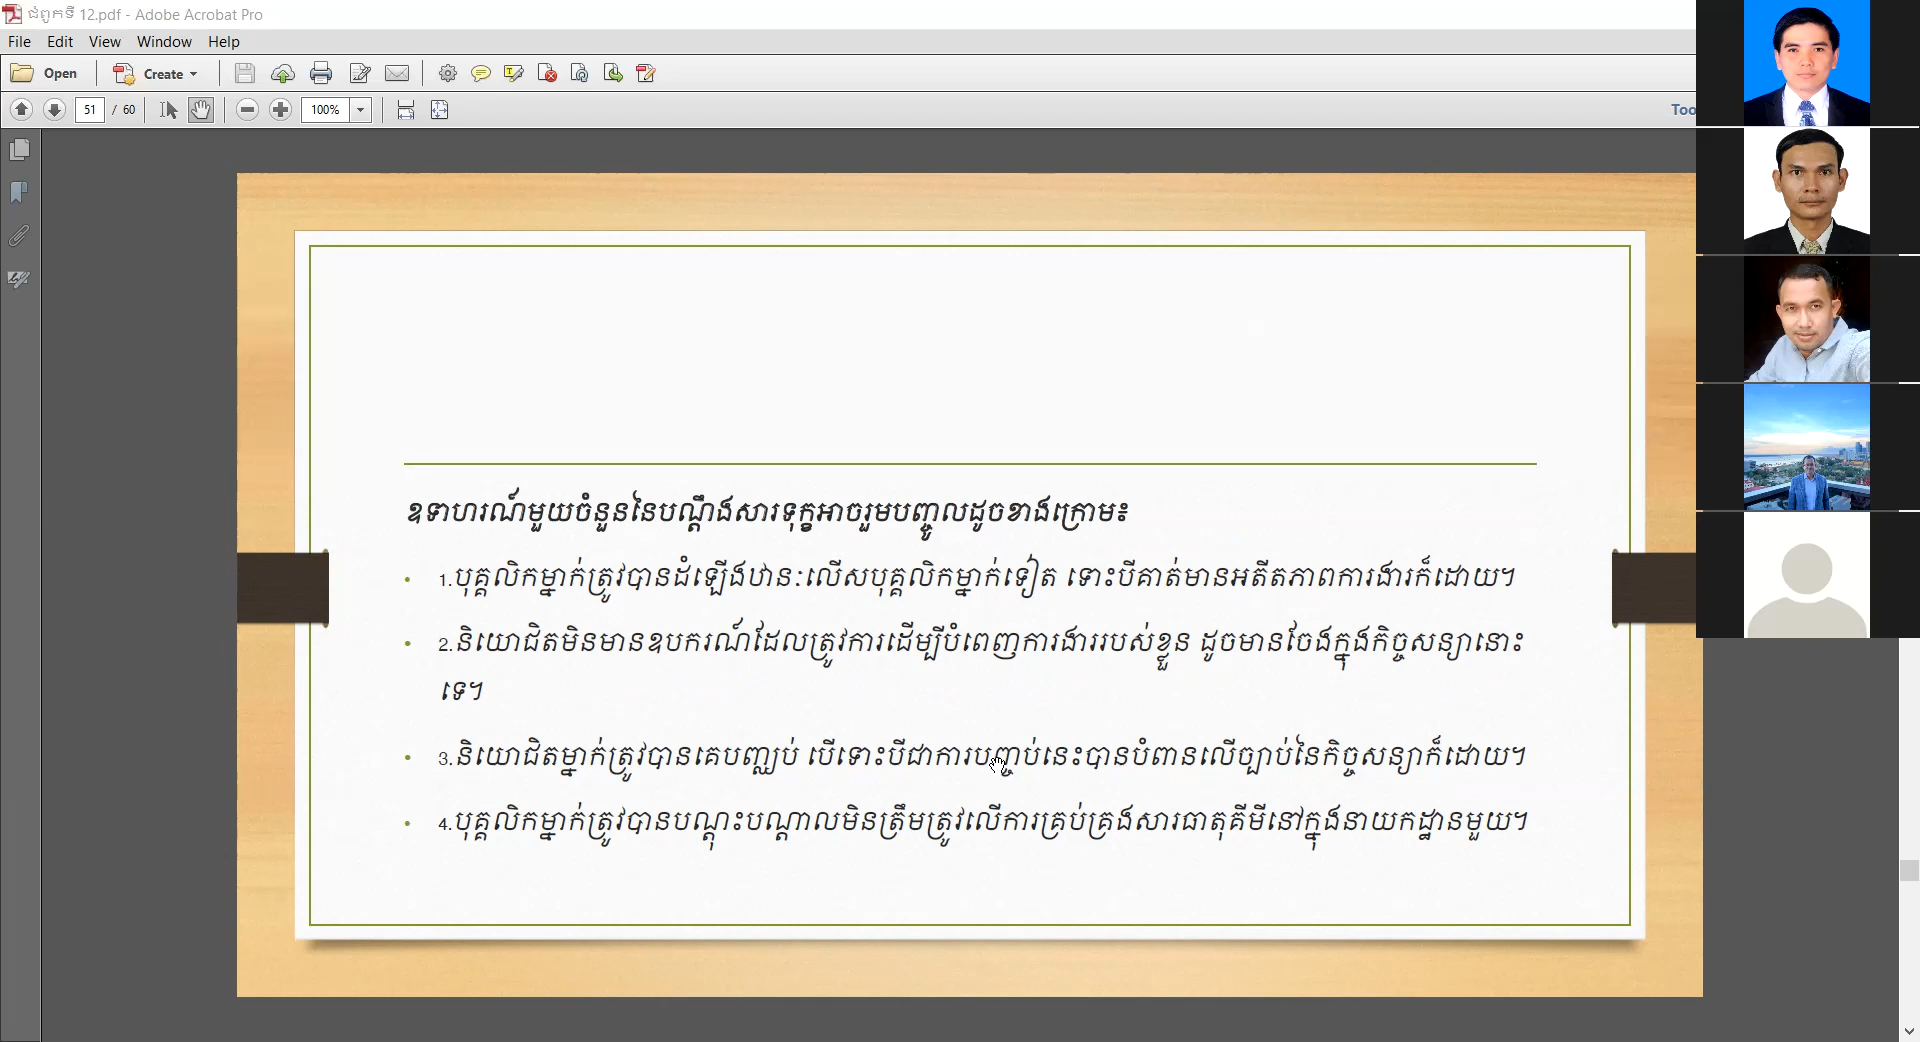 ជំពូកទី 12.pdf - Adobe Acrobat Pro
File Edit View Window Help
Open Create
51 / 60 100% Too
ឧទាហរណ៍មួយចំនួននៃបណ្តឹងសារទុក្ខអាចរួមបញ្ចូលដូចខាងក្រោម៖
• 1.បុគ្គលិកម្នាក់ត្រូវបានដំឡើងឋានៈលើសបុគ្គលិកម្នាក់ទៀត ទោះបីគាត់មានអតីតភាពការងារក៏ដោយ។
• 2.និយោជិតមិនមានឧបករណ៍ដែលត្រូវការដើម្បីបំពេញការងាររបស់ខ្លួន ដូចមានចែងក្នុងកិច្ចសន្យានោះ
ទេ។
• 3.និយោជិតម្នាក់ត្រូវបានគេបញ្ឈប់ បើទោះបីជាការបញ្ចប់នេះបានបំពានលើច្បាប់នៃកិច្ចសន្យាក៏ដោយ។
• 4.បុគ្គលិកម្នាក់ត្រូវបានបណ្តុះបណ្តាលមិនត្រឹមត្រូវលើការគ្រប់គ្រងសារធាតុគីមីនៅក្នុងនាយកដ្ឋានមួយ។